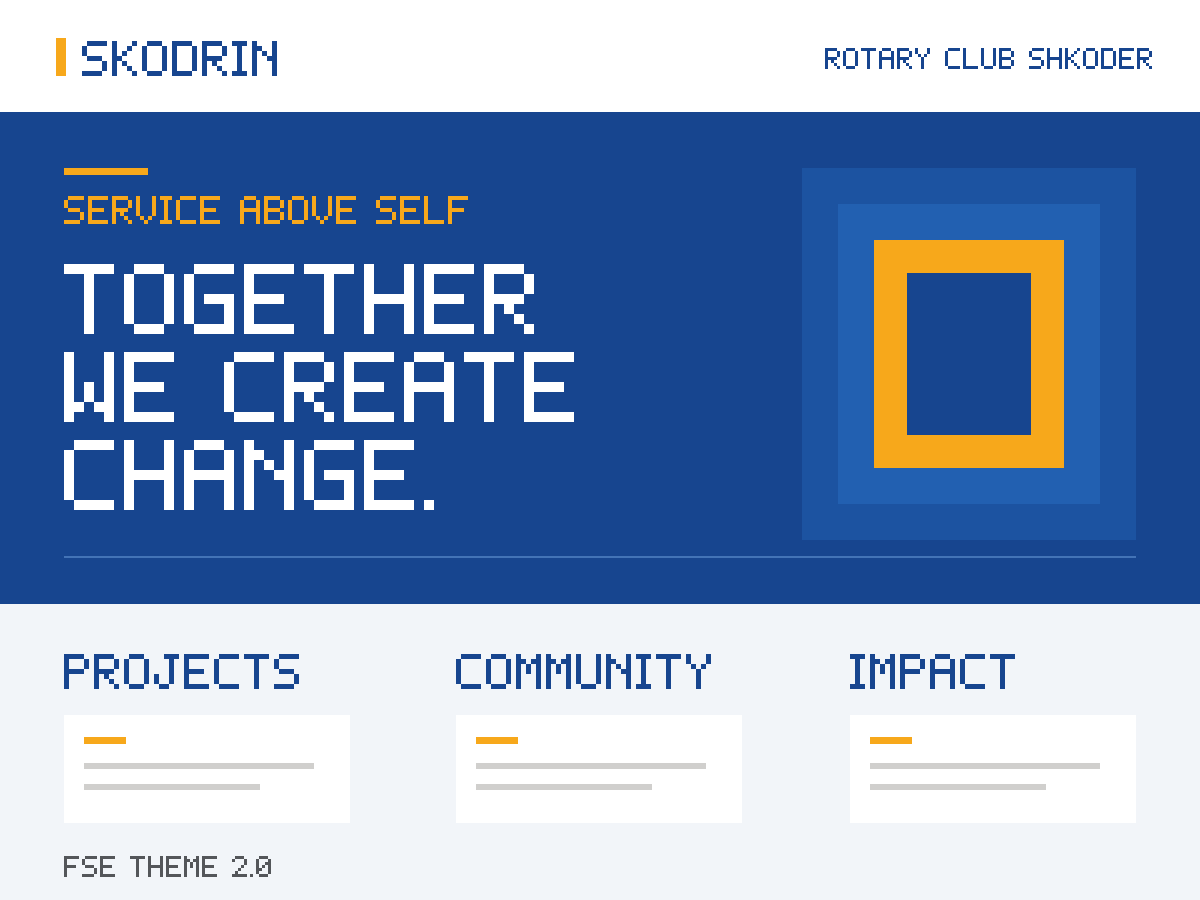 SKODRIN
ROTARY CLUB SHKODER
SERVICE ABOVE SELF
TOGETHER
WE CREATE
CHANGE.
PROJECTS
COMMUNITY
IMPACT
FSE THEME 2.0